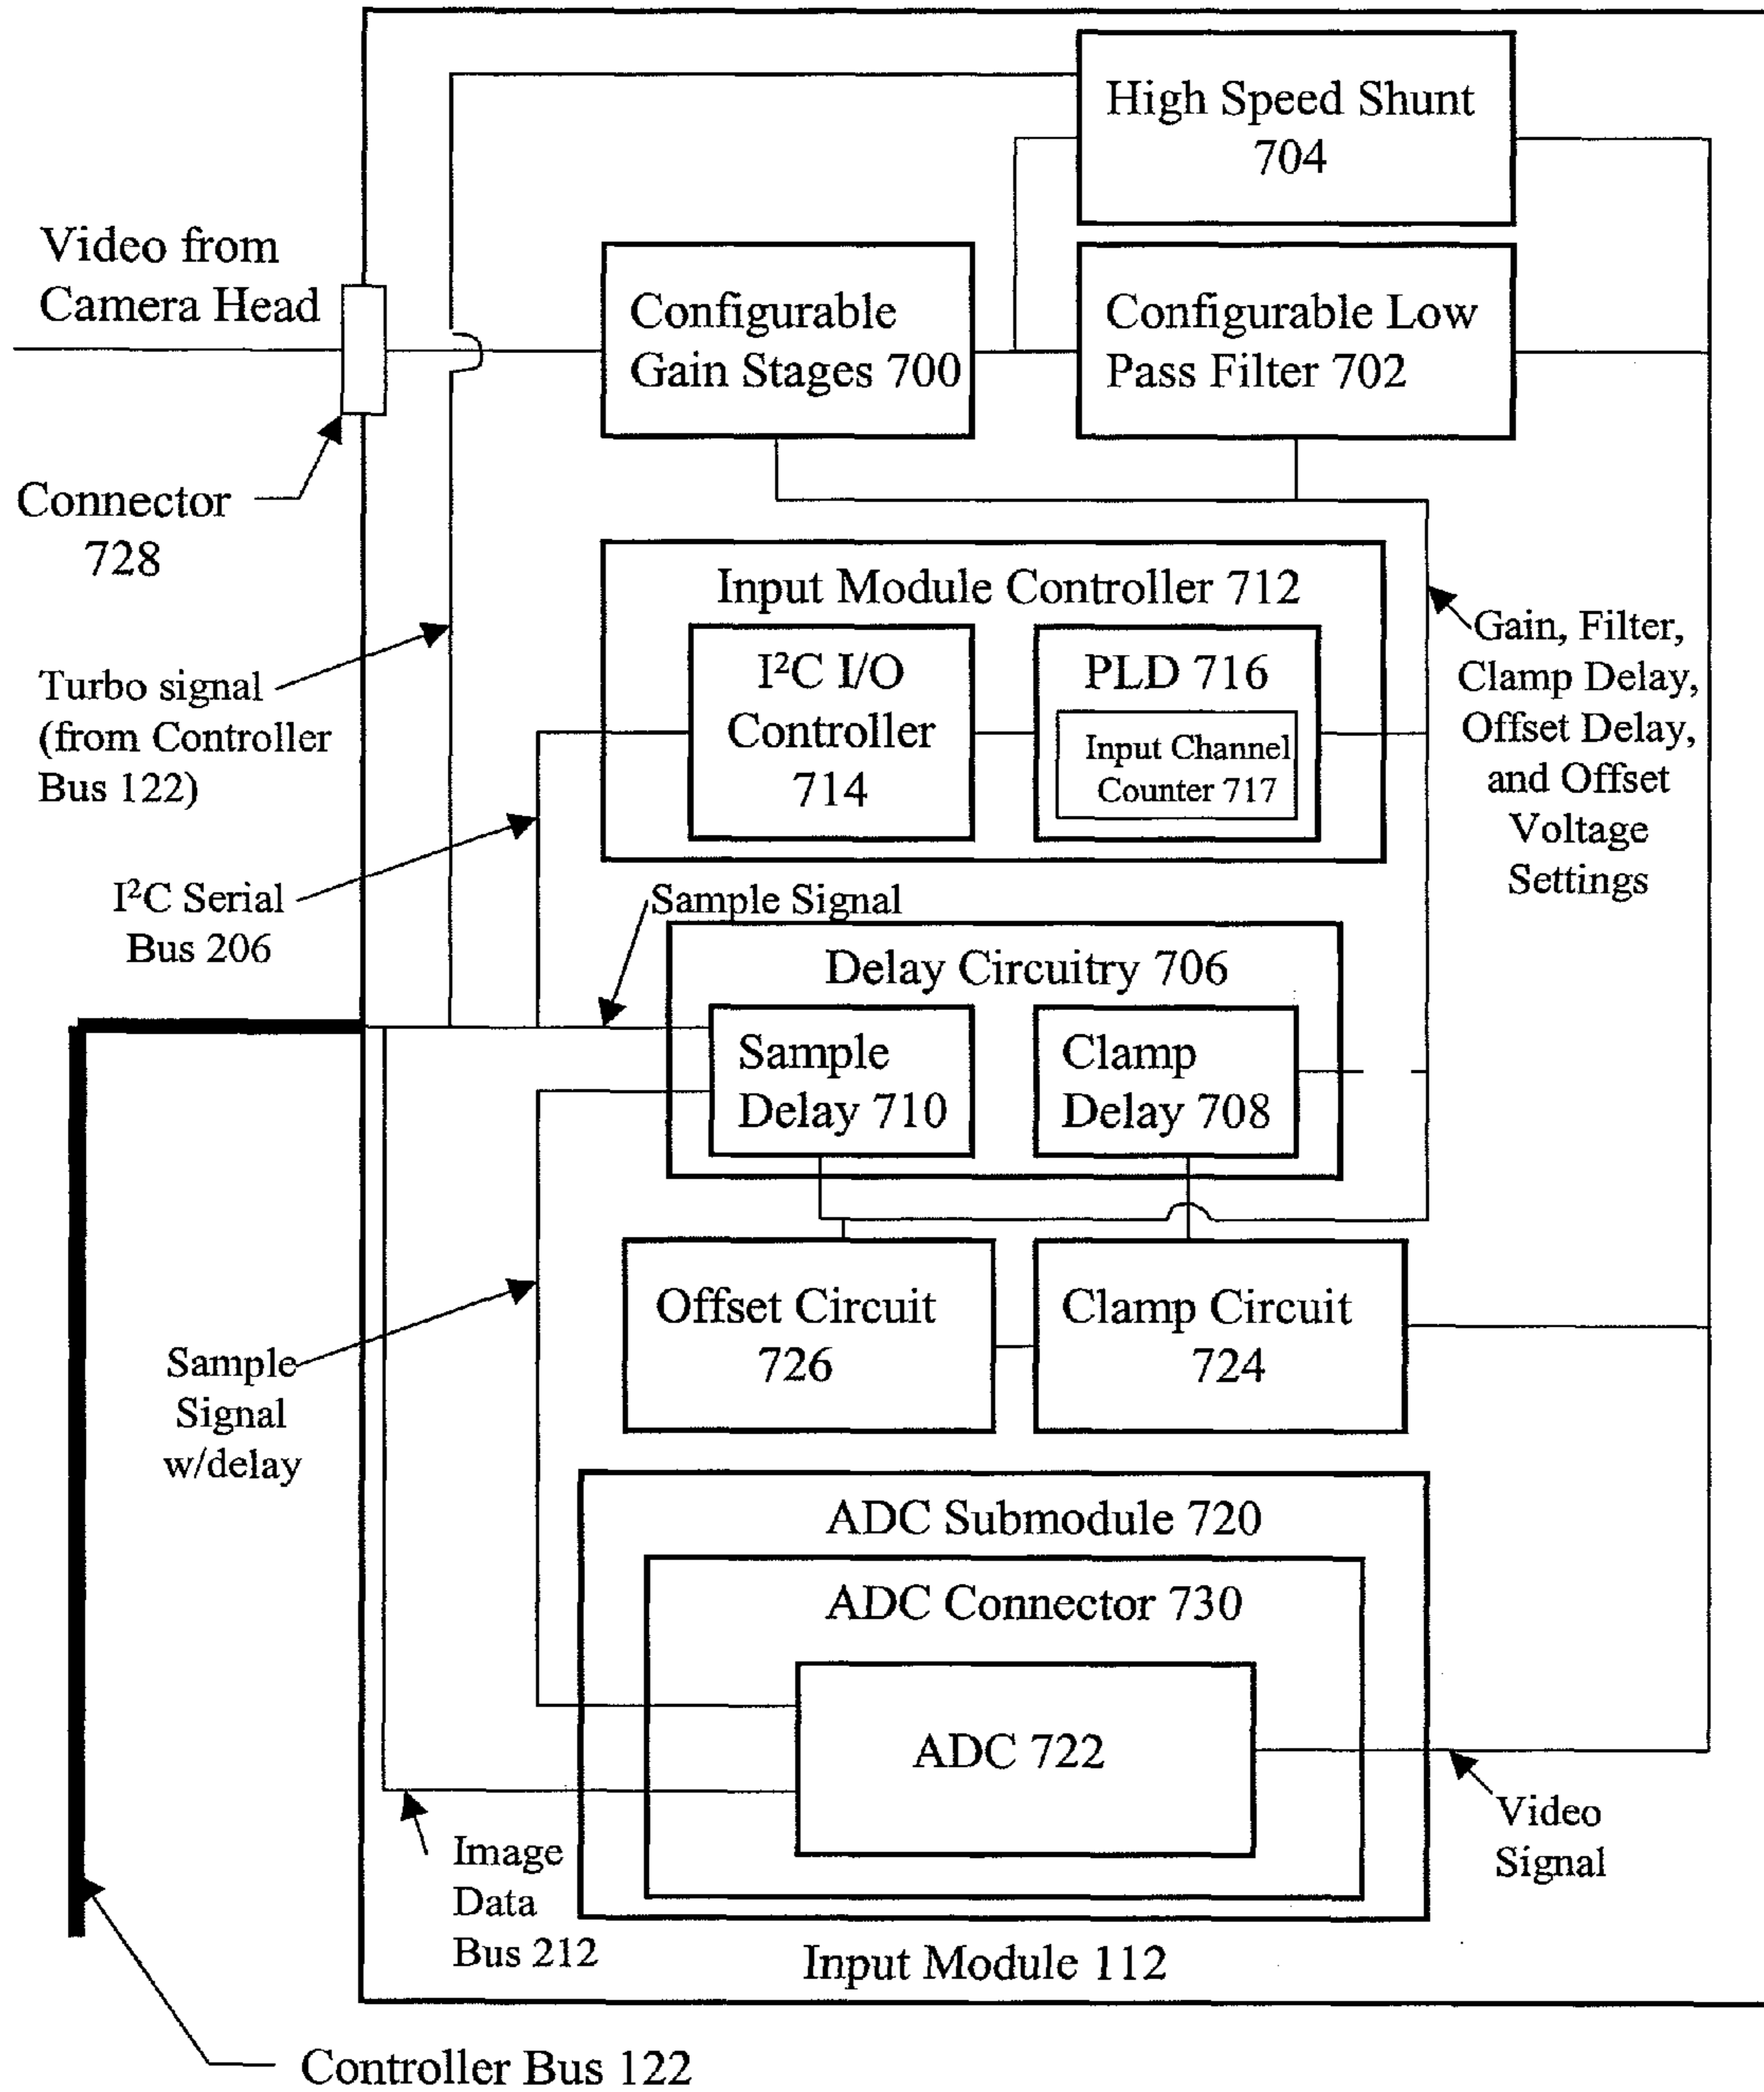 High Speed Shunt
704
Video from
Camera Head
Configurable
Gain Stages 700
Configurable Low
Pass Filter 702
Connector
728
Input Module Controller 712
I²C I/O
Controller
714
PLD 716
Input Channel
Counter 717
Gain, Filter,
Clamp Delay,
Offset Delay,
and Offset
Voltage
Settings
Turbo signal
(from Controller
Bus 122)
I²C Serial
Bus 206
Sample Signal
Delay Circuitry 706
Sample
Delay 710
Clamp
Delay 708
Offset Circuit
726
Clamp Circuit
724
Sample
Signal
w/delay
ADC Submodule 720
ADC Connector 730
ADC 722
Video
Signal
Image
Data
Bus 212
Input Module 112
Controller Bus 122